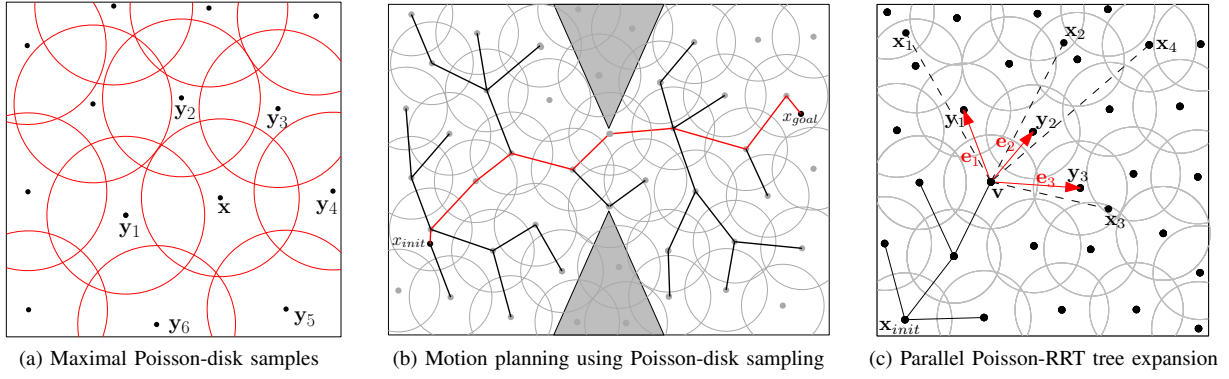 y₂
y₃
x
y₄
y₁
y₅
y₆
(a) Maximal Poisson-disk samples
x_goal
x_init
(b) Motion planning using Poisson-disk sampling
x₁
x₂
x₄
y₁
y₂
e₂
e₁
e₃
y₃
v
x₃
x_init
(c) Parallel Poisson-RRT tree expansion